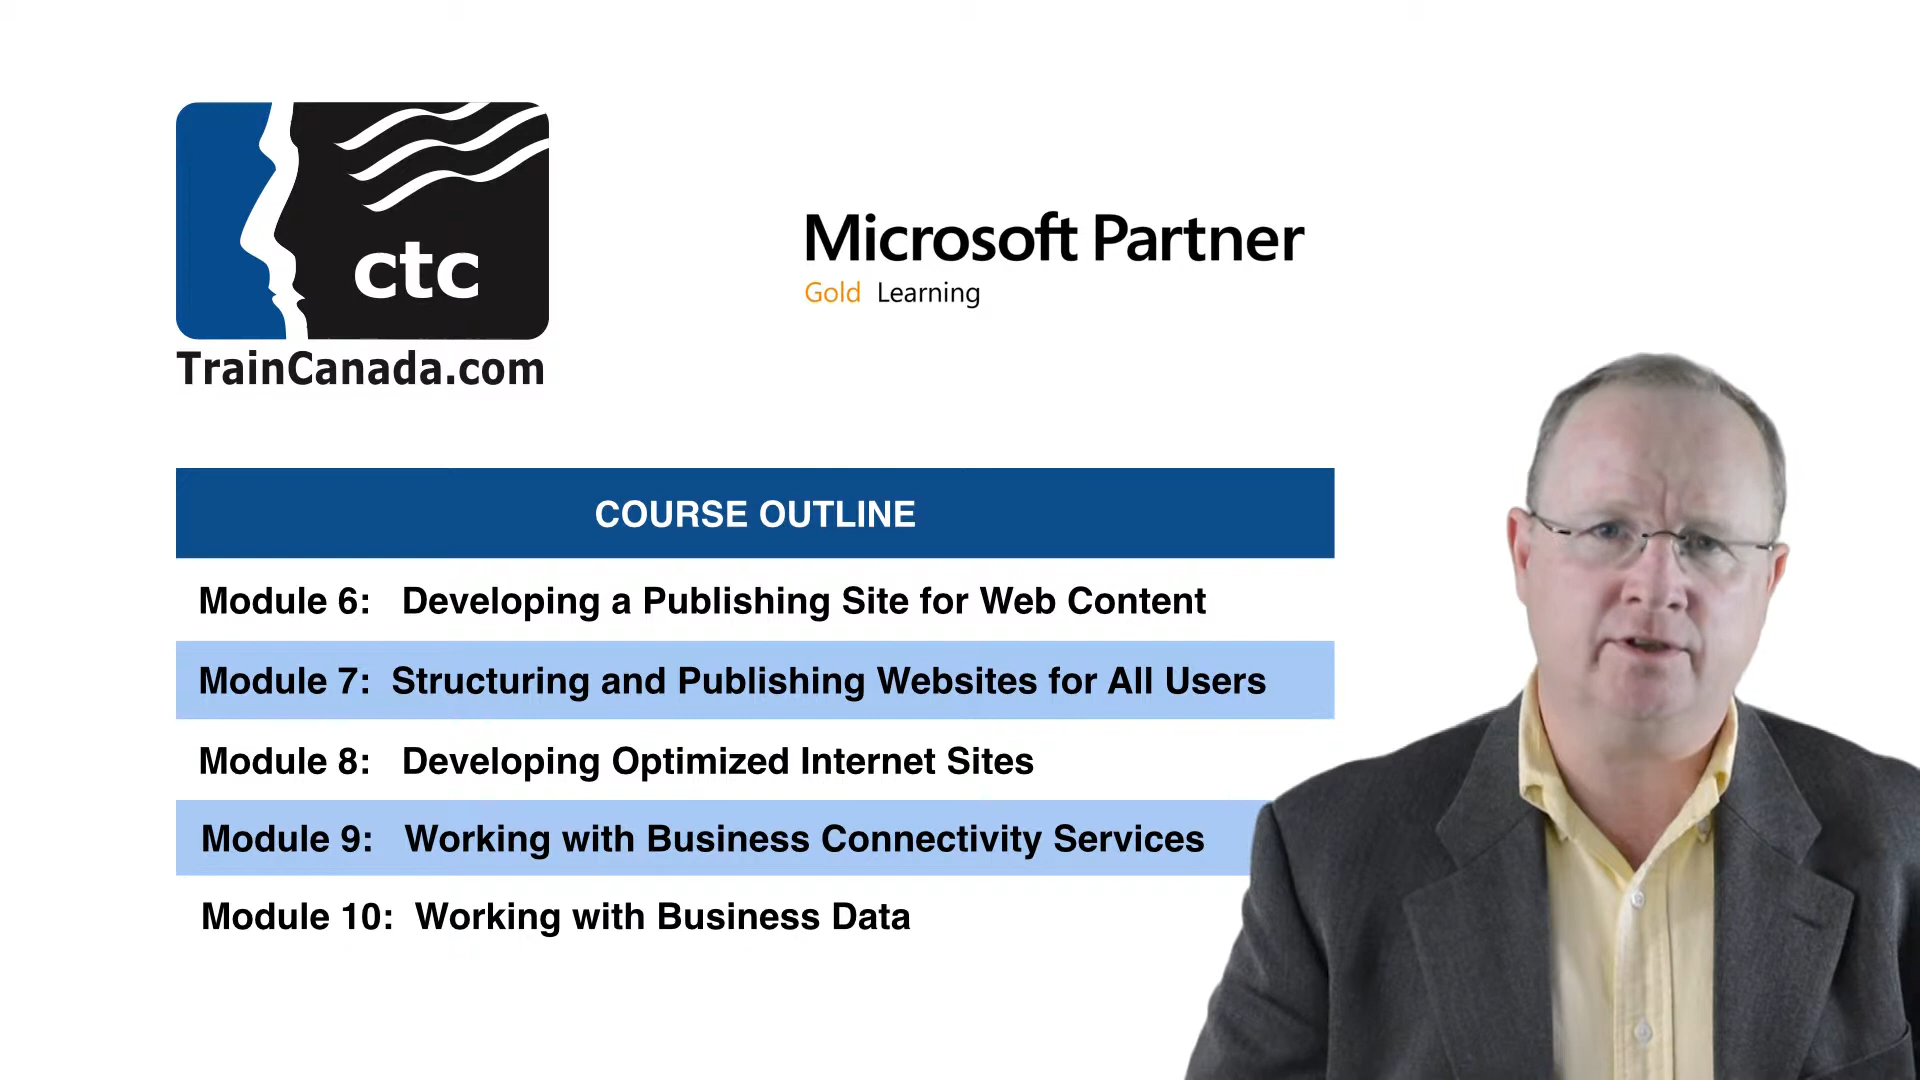 ctc
TrainCanada.com
Microsoft Partner
Gold Learning
COURSE OUTLINE
Module 6: Developing a Publishing Site for Web Content
Module 7: Structuring and Publishing Websites for All Users
Module 8: Developing Optimized Internet Sites
Module 9: Working with Business Connectivity Services
Module 10: Working with Business Data